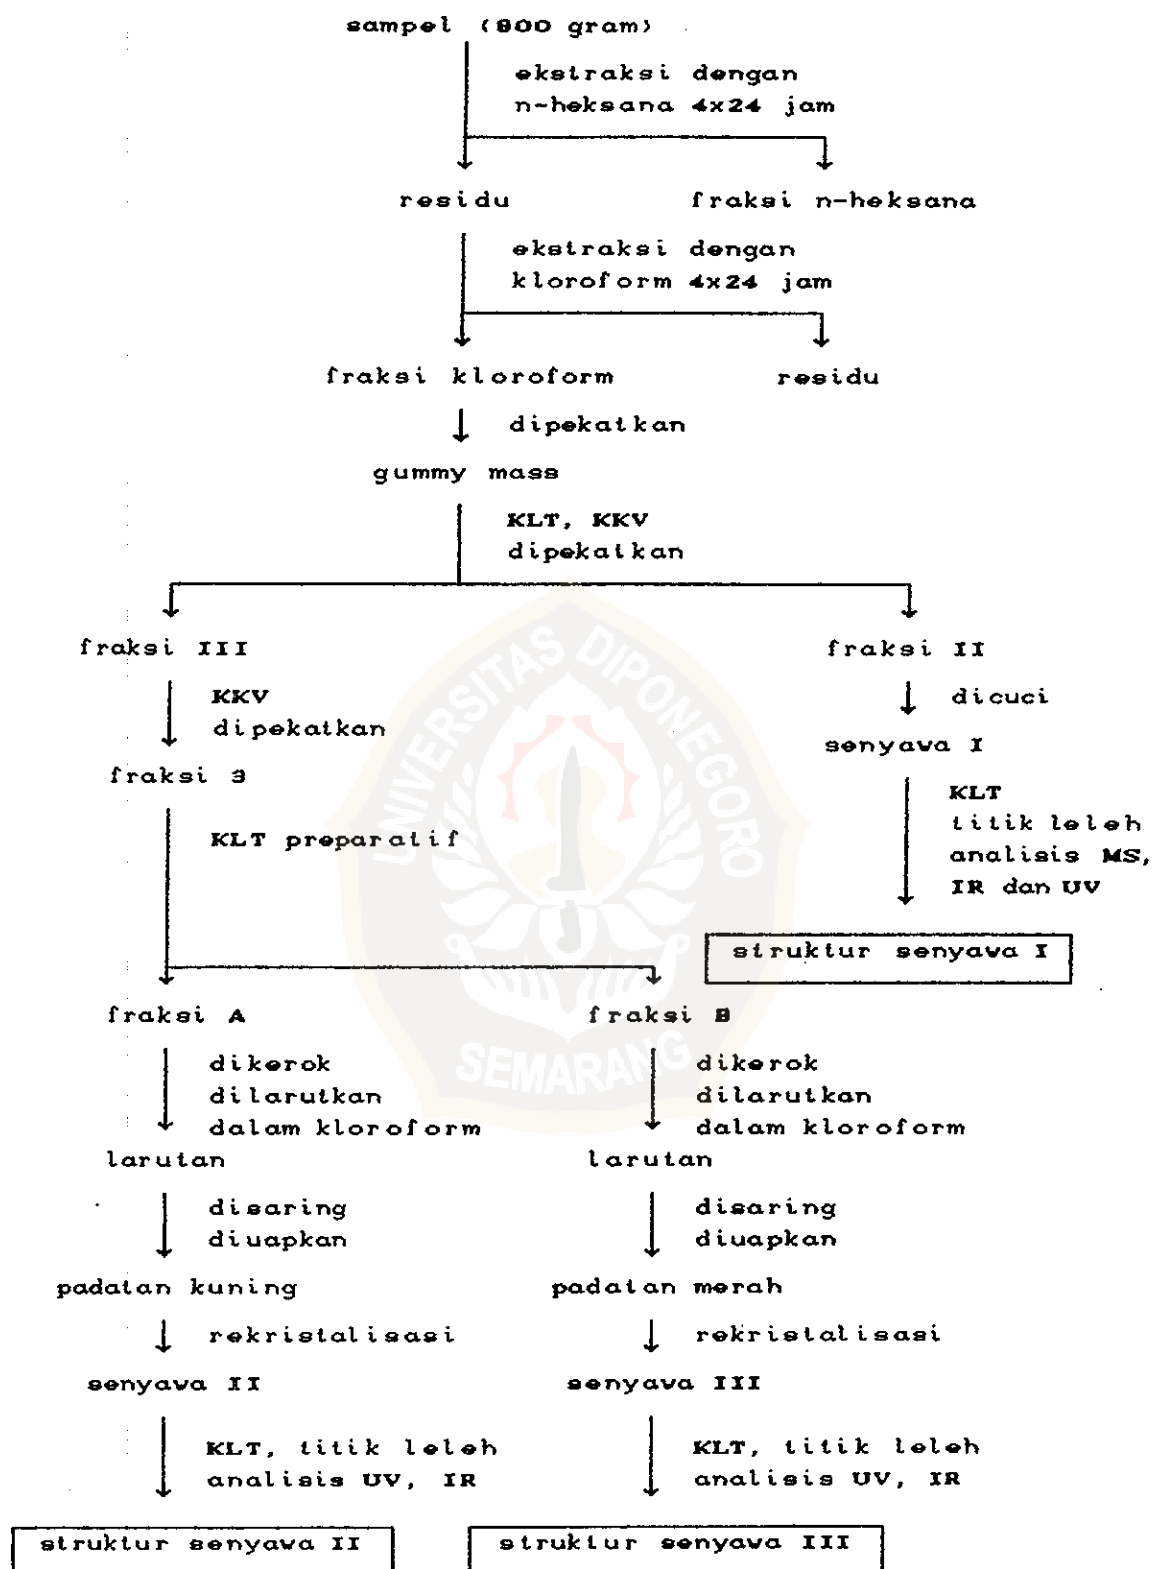 sampel (800 gram)
ekstraksi dengan
n-heksana 4x24 jam
residu
fraksi n-heksana
ekstraksi dengan
kloroform 4x24 jam
fraksi kloroform
residu
dipekatkan
gummy mass
KLT, KKV
dipekatkan
fraksi III
fraksi II
KKV
dipekatkan
dicuci
senyawa I
fraksi 3
KLT
titik leleh
analisis MS,
IR dan UV
KLT preparatif
struktur senyawa I
fraksi A
fraksi B
dikerok
dilarutkan
dalam kloroform
dikerok
dilarutkan
dalam kloroform
larutan
larutan
disaring
diuapkan
disaring
diuapkan
padatan kuning
padatan merah
rekristalisasi
rekristalisasi
senyawa II
senyawa III
KLT, titik leleh
analisis UV, IR
KLT, titik leleh
analisis UV, IR
struktur senyawa II
struktur senyawa III
UNIVERSITAS DIPONEGORO
SEMARANG